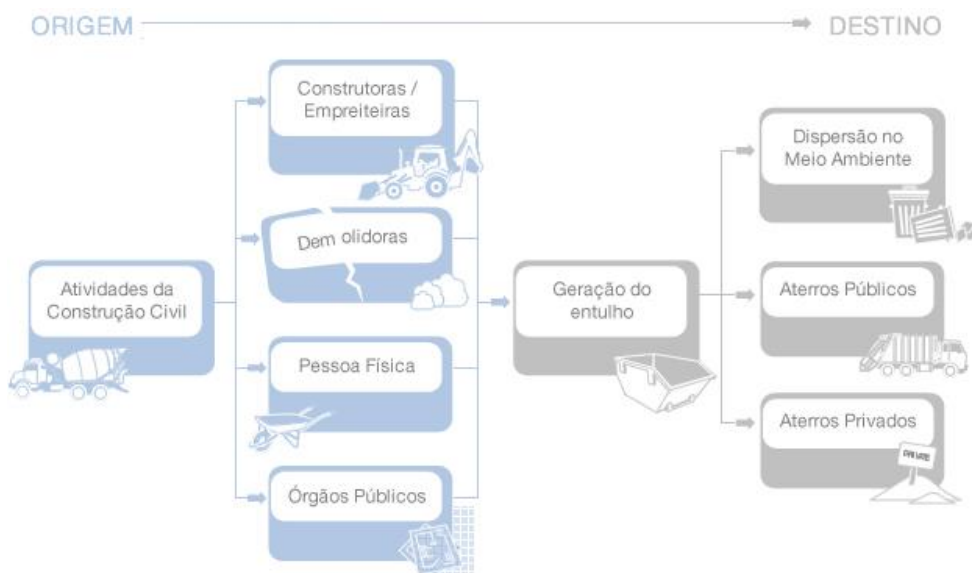 ORIGEM
DESTINO
Construtoras /
Empreiteiras
Dem olidoras
Atividades da
Construção Civil
Pessoa Física
Órgãos Públicos
Geração do
entulho
Dispersão no
Meio Ambiente
Aterros Públicos
Aterros Privados